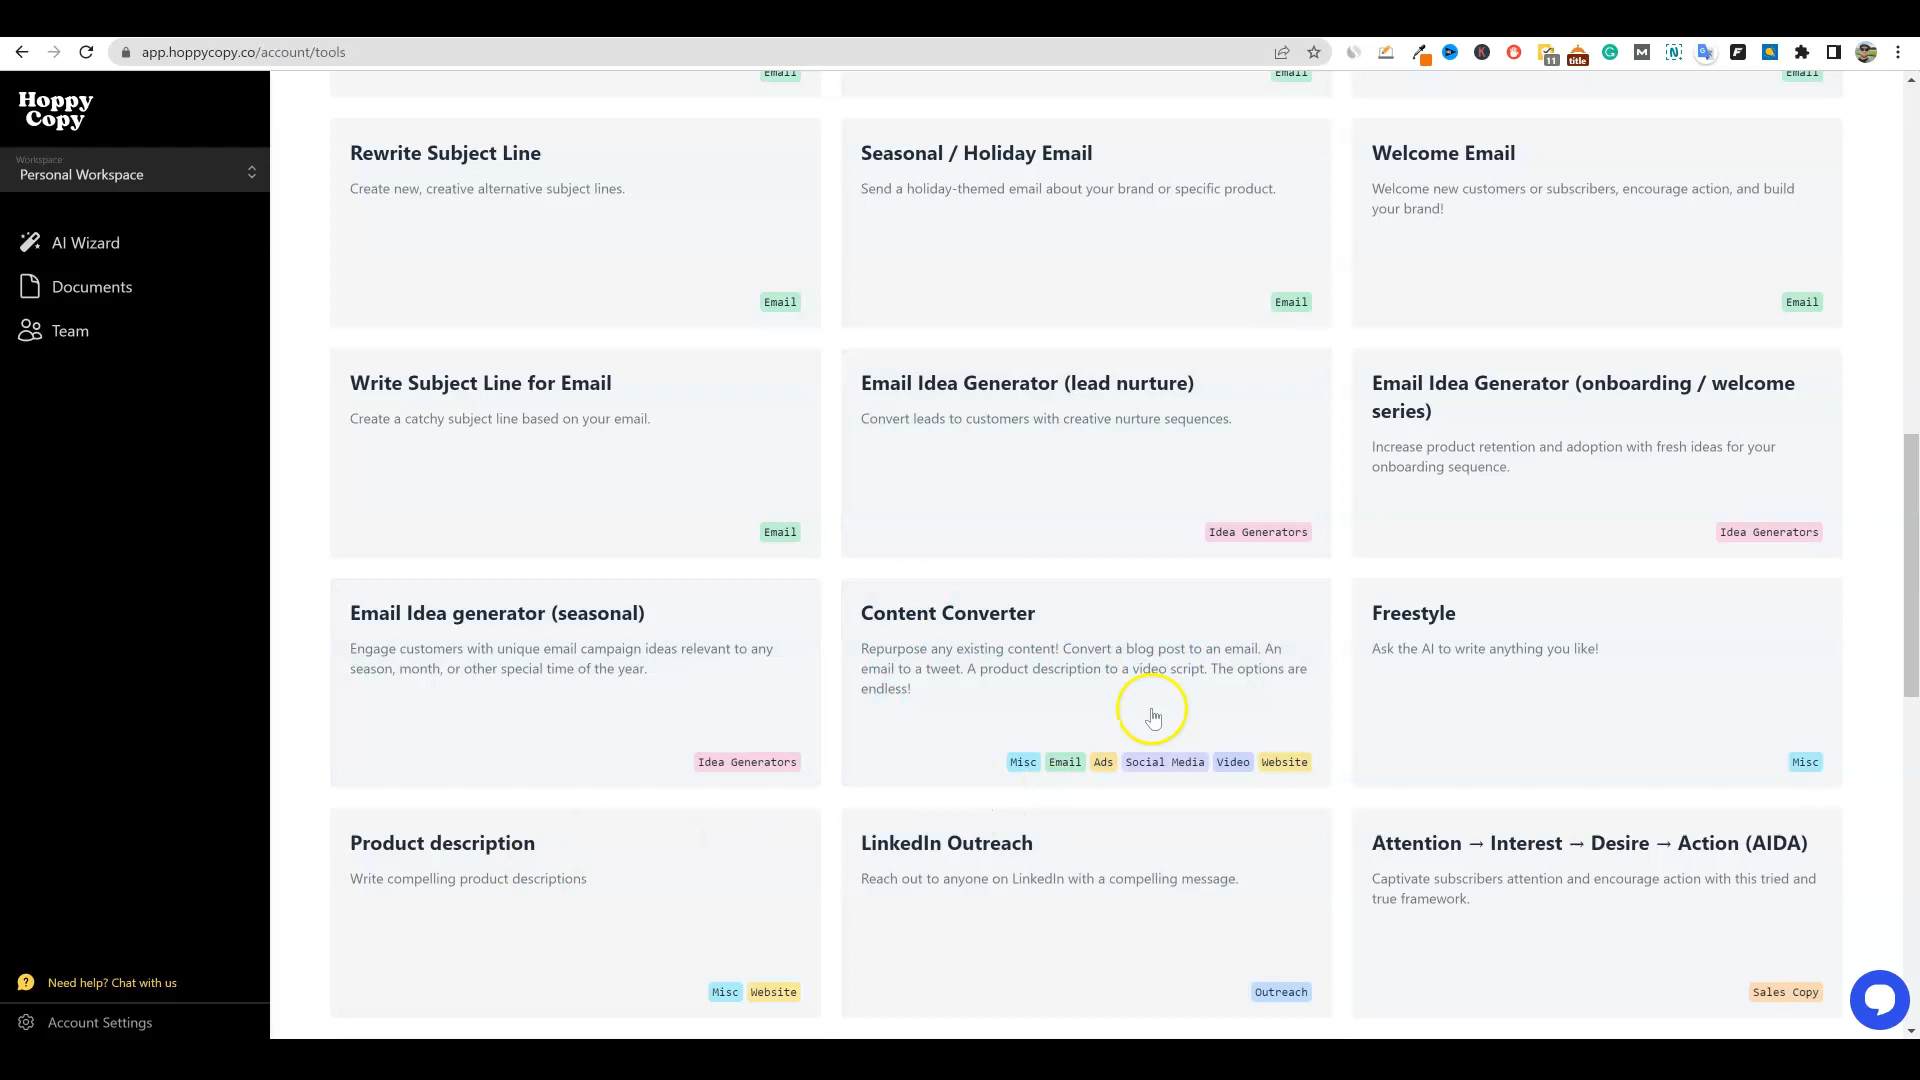 app.hoppycopy.co/account/tools
11
title
Hoppy
Copy
Workspace
Personal Workspace
AI Wizard
Documents
Team
Need help? Chat with us
Account Settings
Email
Email
Email
Rewrite Subject Line
Create new, creative alternative subject lines.
Email
Seasonal / Holiday Email
Send a holiday-themed email about your brand or specific product.
Email
Welcome Email
Welcome new customers or subscribers, encourage action, and build
your brand!
Email
Write Subject Line for Email
Create a catchy subject line based on your email.
Email
Email Idea Generator (lead nurture)
Convert leads to customers with creative nurture sequences.
Idea Generators
Email Idea Generator (onboarding / welcome
series)
Increase product retention and adoption with fresh ideas for your
onboarding sequence.
Idea Generators
Email Idea generator (seasonal)
Engage customers with unique email campaign ideas relevant to any
season, month, or other special time of the year.
Idea Generators
Content Converter
Repurpose any existing content! Convert a blog post to an email. An
email to a tweet. A product description to a video script. The options are
endless!
Misc Email Ads Social Media Video Website
Freestyle
Ask the AI to write anything you like!
Misc
Product description
Write compelling product descriptions
Misc Website
LinkedIn Outreach
Reach out to anyone on LinkedIn with a compelling message.
Outreach
Attention → Interest → Desire → Action (AIDA)
Captivate subscribers attention and encourage action with this tried and
true framework.
Sales Copy